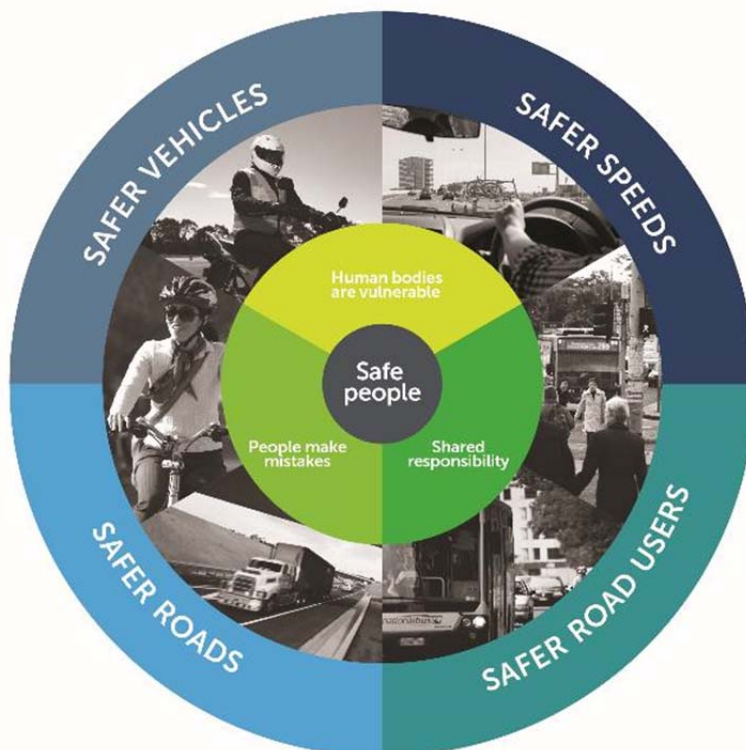 SAFER VEHICLES
SAFER SPEEDS
Human bodies
are vulnerable
Safe
people
People make
mistakes
Shared
responsibility
SAFER ROADS
SAFER ROAD USERS